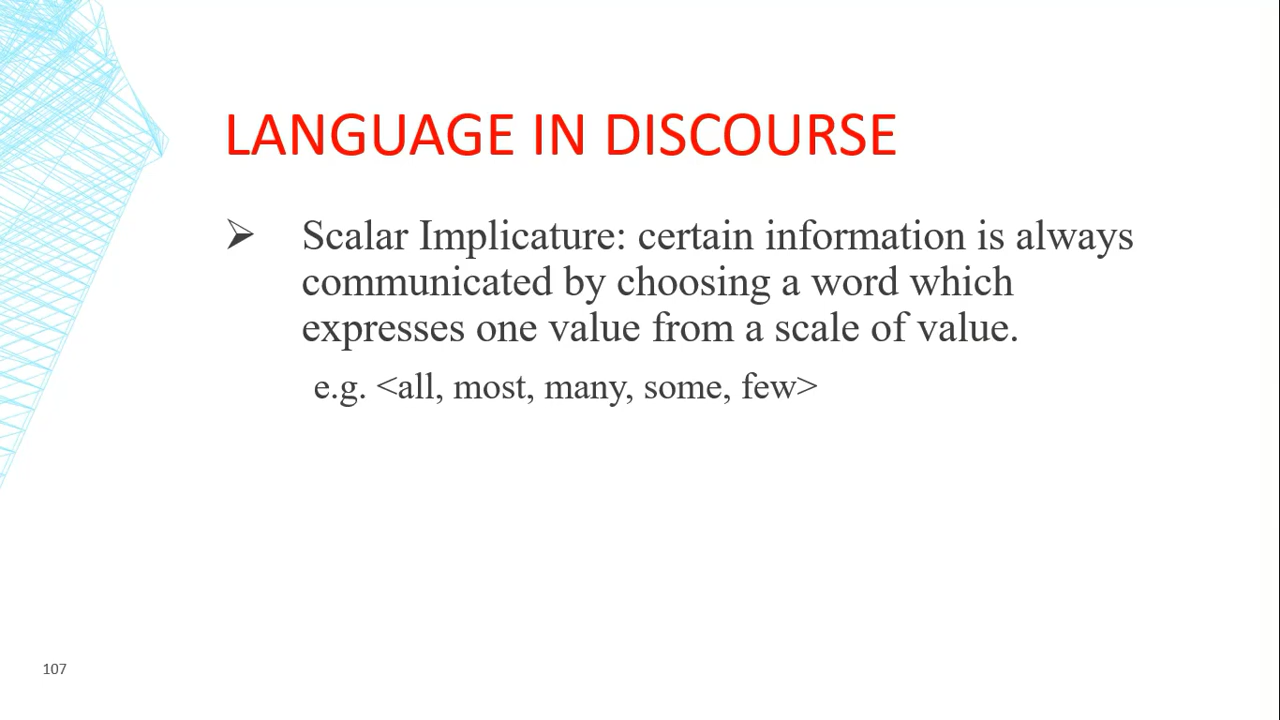 LANGUAGE IN DISCOURSE
➢ Scalar Implicature: certain information is always
communicated by choosing a word which
expresses one value from a scale of value.
e.g. <all, most, many, some, few>
107